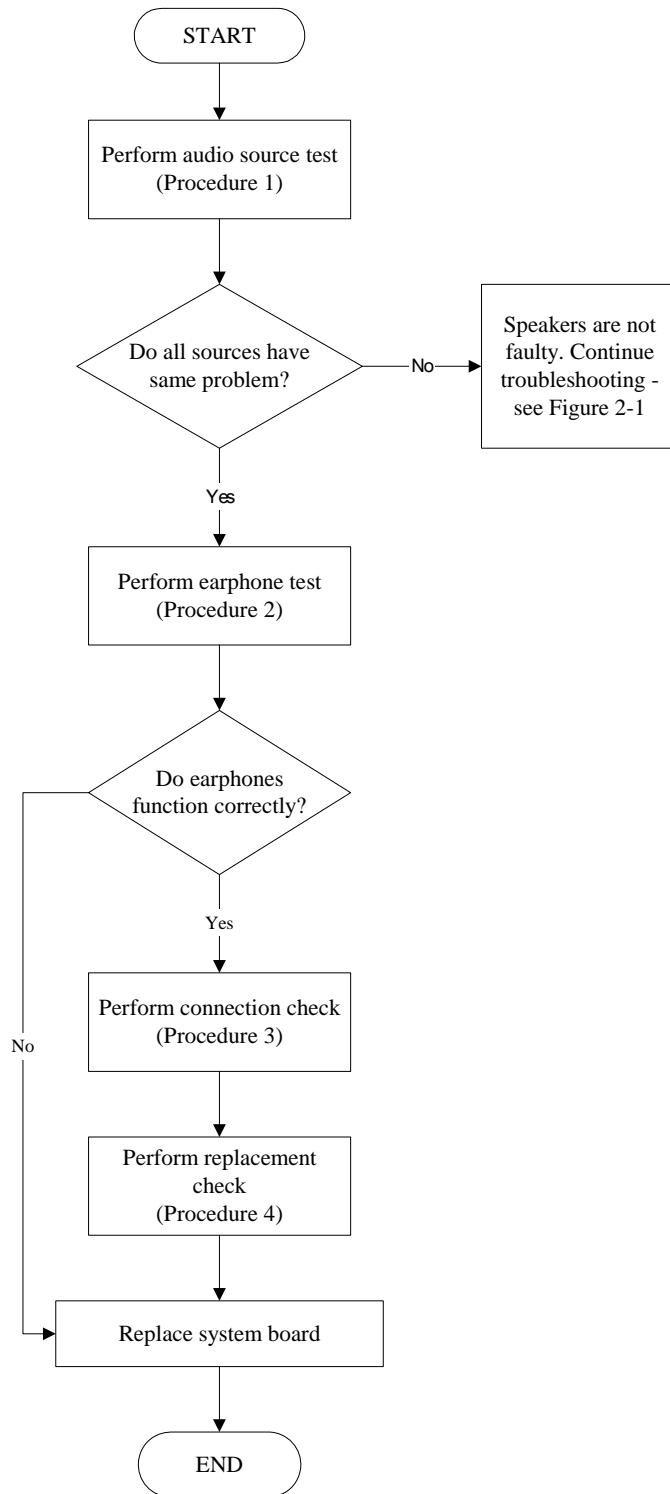 START
Perform audio source test
(Procedure 1)
Do all sources have
same problem?
No
Speakers are not
faulty. Continue
troubleshooting -
see Figure 2-1
Yes
Perform earphone test
(Procedure 2)
Do earphones
function correctly?
Yes
Perform connection check
(Procedure 3)
No
Perform replacement
check
(Procedure 4)
Replace system board
END